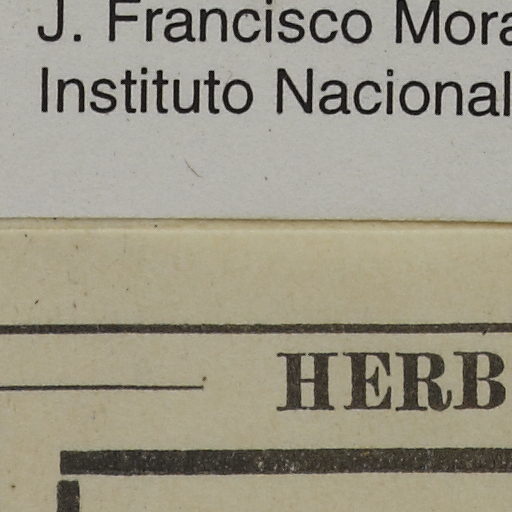 J. Francisco Mora
Instituto Nacional
HERB